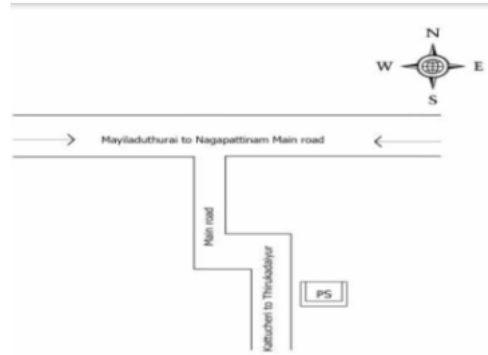 N
W E
S
Mayiladuthurai to Nagapattinam Main road
Main road
Kattucheri to Thirukadaiyur
PS